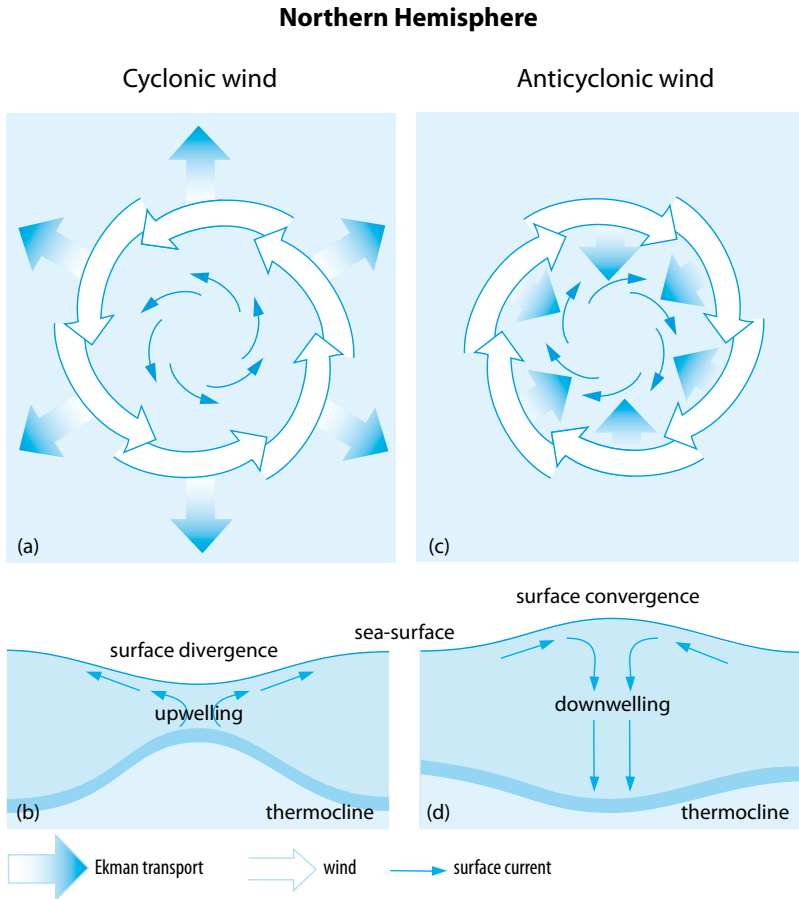 Northern Hemisphere
Cyclonic wind
Anticyclonic wind
(a)
(c)
surface divergence
sea-surface
surface convergence
upwelling
downwelling
(b)
thermocline
(d)
thermocline
Ekman transport
wind
surface current